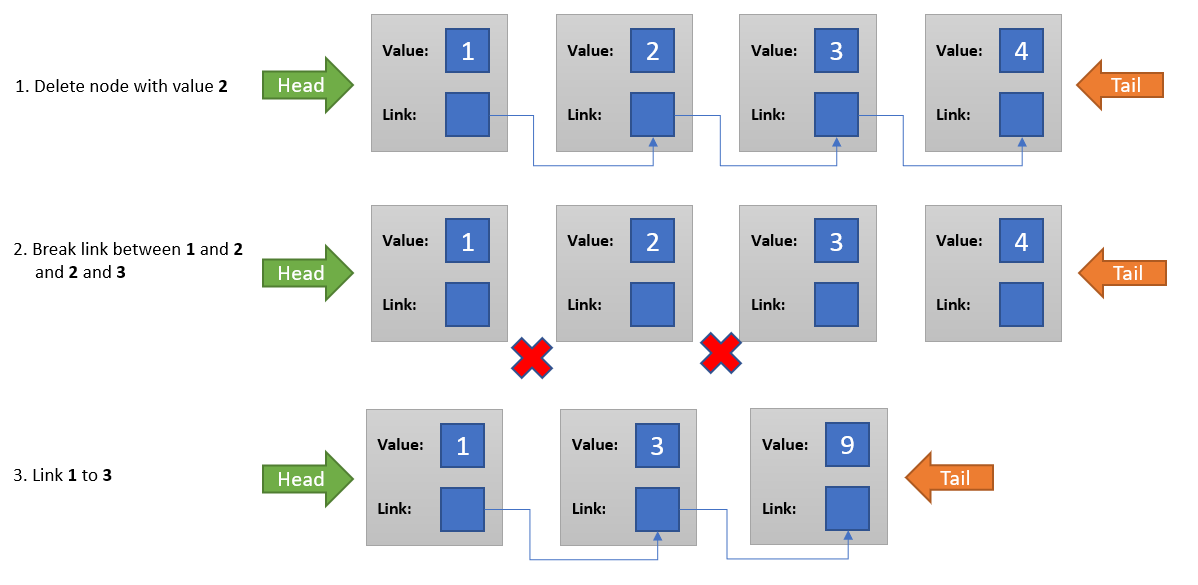 Value: 1 Value: 2 Value: 3 Value: 4
1. Delete node with value 2 Head Tail
Link: Link: Link: Link:
Value: 1 Value: 2 Value: 3 Value: 4
2. Break link between 1 and 2
and 2 and 3
Head Tail
Link: Link: Link: Link:
Value: 1 Value: 3 Value: 9
3. Link 1 to 3 Head Tail
Link: Link: Link: